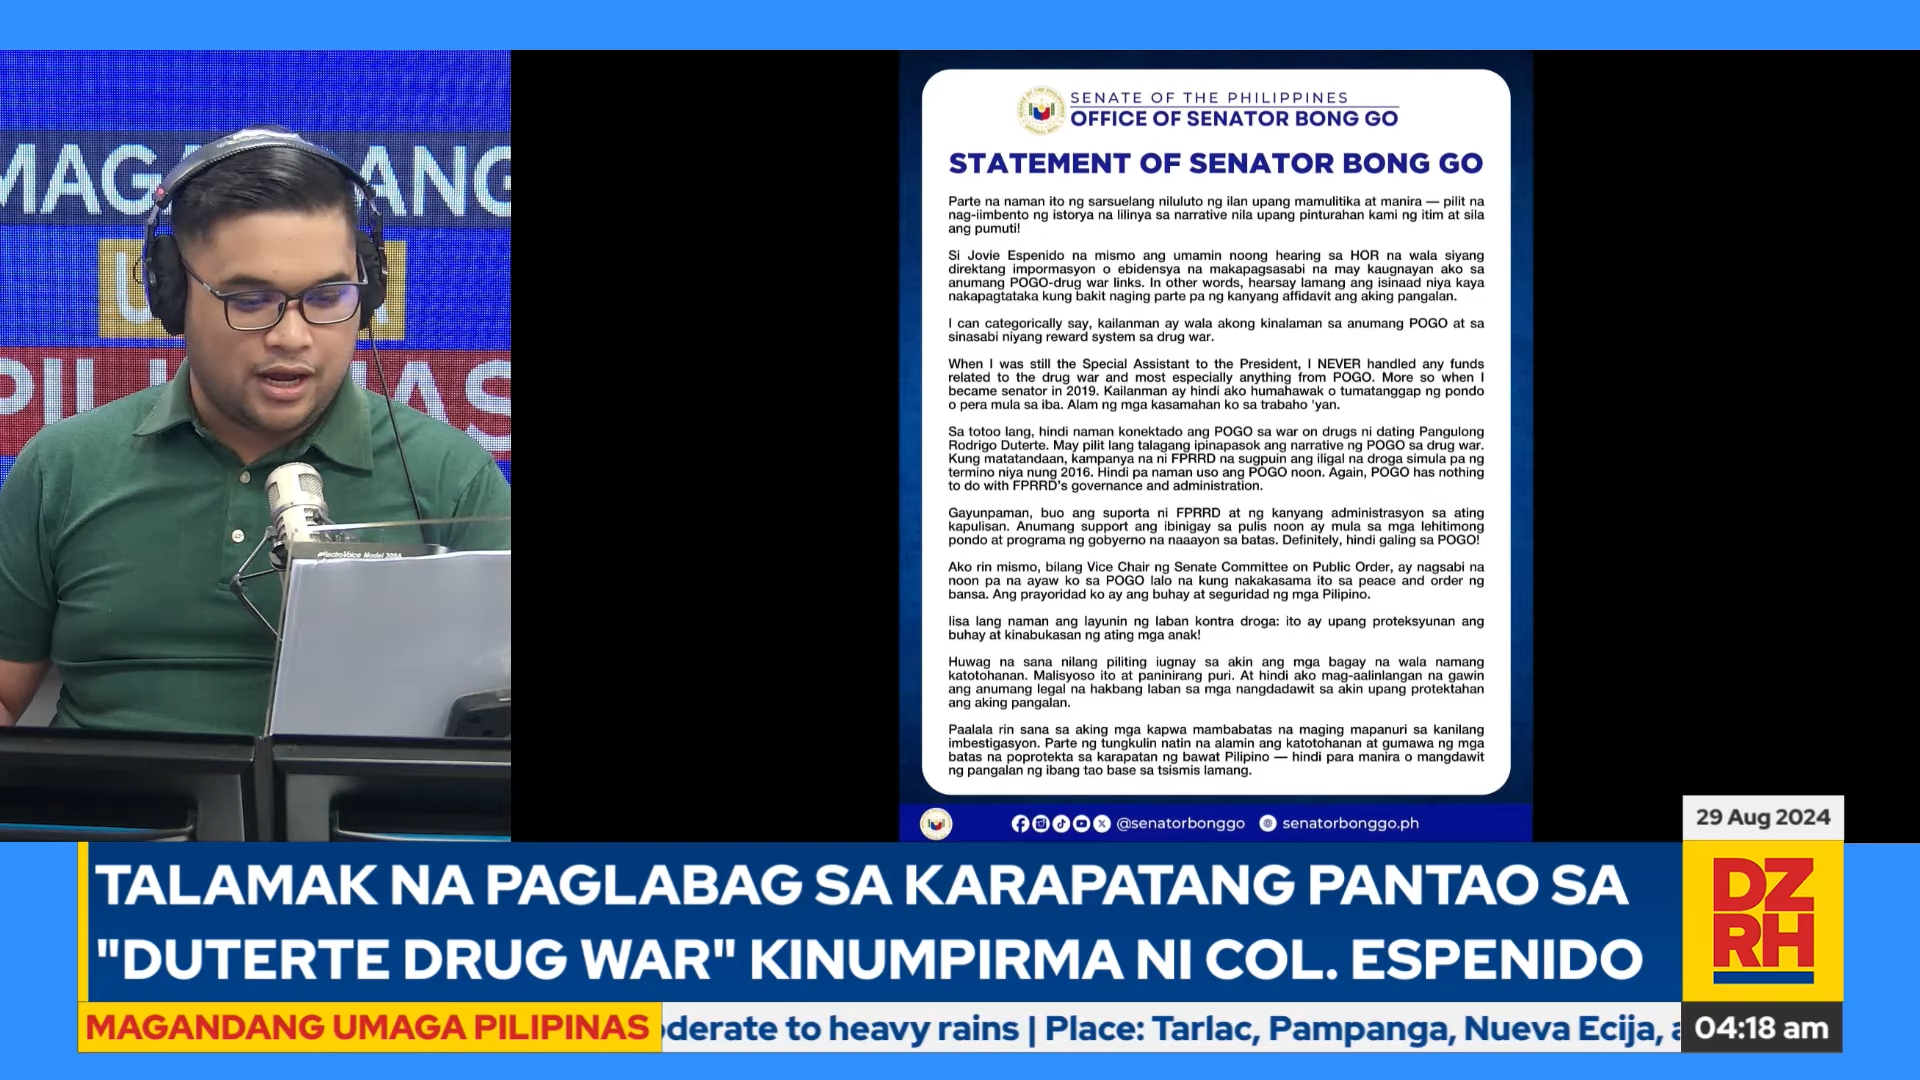 SENATE OF THE PHILIPPINES
OFFICE OF SENATOR BONG GO
STATEMENT OF SENATOR BONG GO
Parte na naman ito ng sarsuelang niluluto ng ilan upang mamulitika at manira — pilit na
nag-iimbento ng istorya na lilinya sa narrative nila upang pinturahan kami ng itim at sila
ang pumuti!
Si Jovie Espenido na mismo ang umamin noong hearing sa HOR na wala siyang
direktang impormasyon o ebidensya na makapagsasabi na may kaugnayan ako sa
anumang POGO-drug war links. In other words, hearsay lamang ang isinaad niya kaya
nakapagtataka kung bakit naging parte pa ng kanyang affidavit ang aking pangalan.
I can categorically say, kailanman ay wala akong kinalaman sa anumang POGO at sa
sinasabi niyang reward system sa drug war.
When I was still the Special Assistant to the President, I NEVER handled any funds
related to the drug war and most especially anything from POGO. More so when I
became senator in 2019. Kailanman ay hindi ako humahawak o tumatanggap ng pondo
o pera mula sa iba. Alam ng mga kasamahan ko sa trabaho 'yan.
Sa totoo lang, hindi naman konektado ang POGO sa war on drugs ni dating Pangulong
Rodrigo Duterte. May pilit lang talagang ipinapasok ang narrative ng POGO sa drug war.
Kung matatandaan, kampanya na ni FPRRD na sugpuin ang iligal na droga simula pa ng
termino niya nung 2016. Hindi pa naman uso ang POGO noon. Again, POGO has nothing
to do with FPRRD's governance and administration.
Gayunpaman, buo ang suporta ni FPRRD at ng kanyang administrasyon sa ating
kapulisan. Anumang support ang ibinigay sa pulis noon ay mula sa mga lehitimong
pondo at programa ng gobyerno na naaayon sa batas. Definitely, hindi galing sa POGO!
Ako rin mismo, bilang Vice Chair ng Senate Committee on Public Order, ay nagsabi na
noon pa na ayaw ko sa POGO lalo na kung nakakasama ito sa peace and order ng
bansa. Ang prayoridad ko ay ang buhay at seguridad ng mga Pilipino.
Iisa lang naman ang layunin ng laban kontra droga: ito ay upang proteksyunan ang
buhay at kinabukasan ng ating mga anak!
Huwag na sana nilang piliting iugnay sa akin ang mga bagay na wala namang
katotohanan. Malisyoso ito at paninirang puri. At hindi ako mag-aalinlangan na gawin
ang anumang legal na hakbang laban sa mga nangdadawit sa akin upang protektahan
ang aking pangalan.
Paalala rin sana sa aking mga kapwa mambabatas na maging mapanuri sa kanilang
imbestigasyon. Parte ng tungkulin natin na alamin ang katotohanan at gumawa ng mga
batas na poprotekta sa karapatan ng bawat Pilipino — hindi para manira o mangdawit
ng pangalan ng ibang tao base sa tsismis lamang.
@senatorbonggo senatorbonggo.ph
ElectroVoice Model 309A
29 Aug 2024
DZ
RH
TALAMAK NA PAGLABAG SA KARAPATANG PANTAO SA
"DUTERTE DRUG WAR" KINUMPIRMA NI COL. ESPENIDO
MAGANDANG UMAGA PILIPINAS
oderate to heavy rains | Place: Tarlac, Pampanga, Nueva Ecija, a
04:18 am